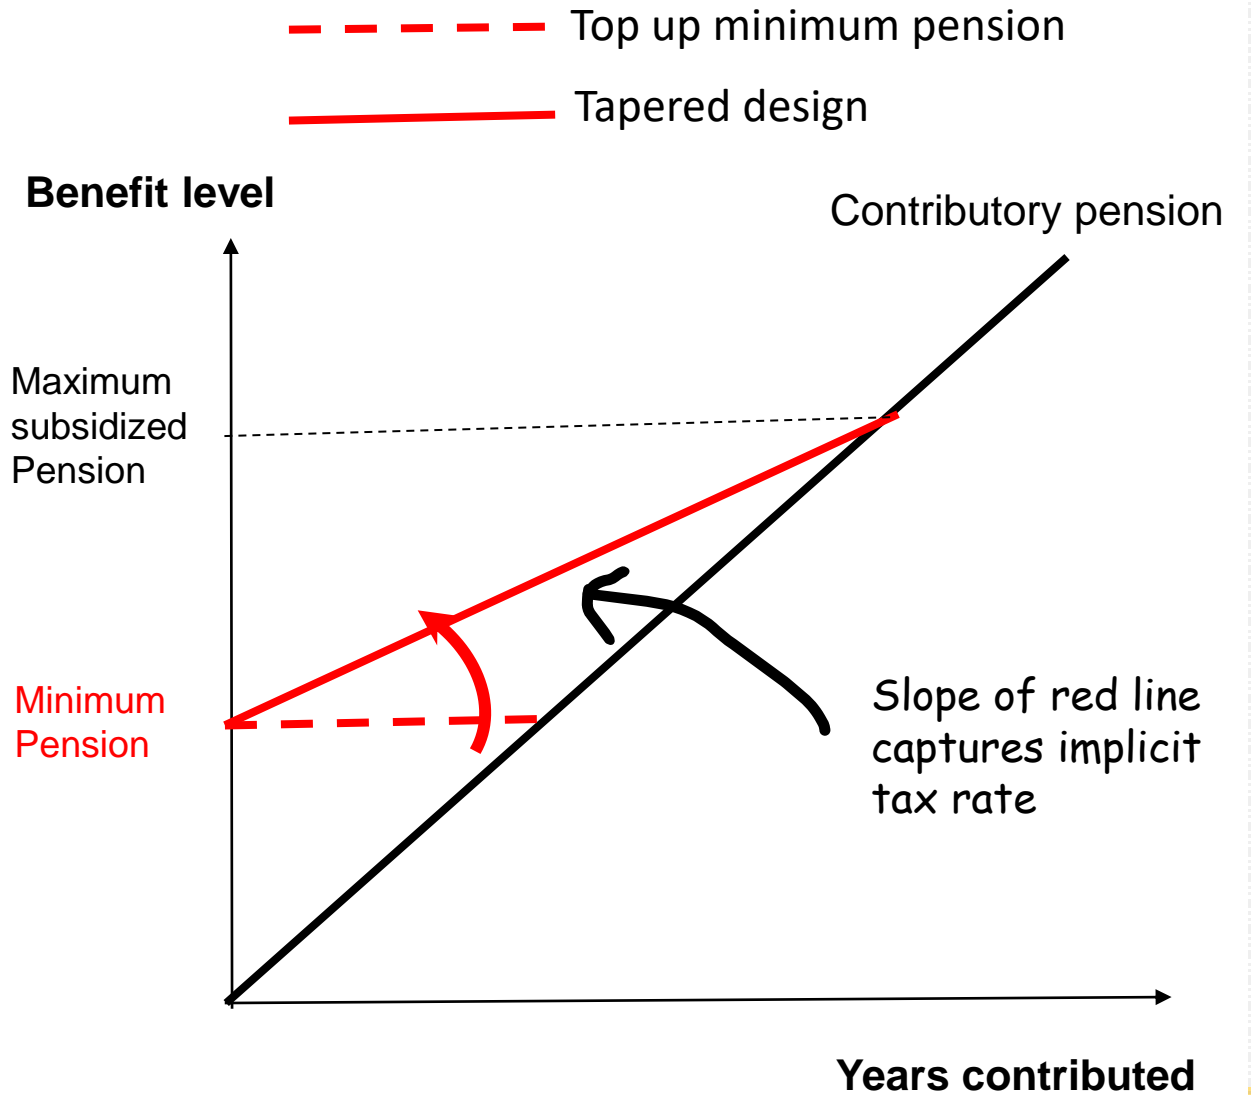 Top up minimum pension
Tapered design
Benefit level
Contributory pension
Maximum
subsidized
Pension
Minimum
Pension
Slope of red line
captures implicit
tax rate
Years contributed